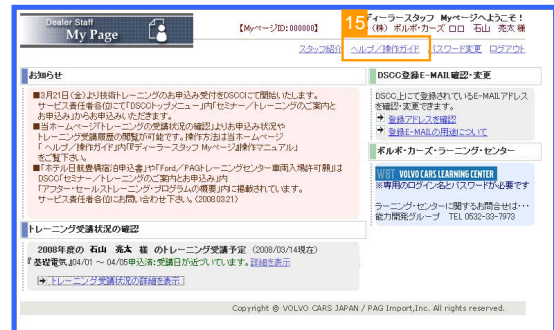 Dealer Staff
My Page
【MyページID:000000】
15
ディーラースタッフ Myページへようこそ!
(株) ボルボ・カーズ ロロ 石山 亮太 様
スタッフ紹介 ヘルプ/操作ガイド パスワード変更 ログアウト
お知らせ
■3月21日(金)より技術トレーニングのお申込み受付をDSCCにて開始いたします。
サービス責任者各位にて「DSCCトップメニュー」内「セミナー/トレーニングのご案内と
お申込み」からお申込みいただきます。
■当ホームページ「トレーニングの受講状況の確認」よりお申込み状況や
トレーニング受講履歴の閲覧が可能です。操作方法は当ホームページ
「ヘルプ/操作ガイド」内『ディーラースタッフ Myページ』操作マニュアル」
をご覧下さい。
■「ホテル日航豊橋宿泊申込書」や「Ford/PAGトレーニングセンター車両入場許可願」は
DSCC「セミナー/トレーニングのご案内とお申込み」内
「アフター・セールストレーニング・プログラムの概要」内に掲載されています。
サービス責任者各位にお問い合わせ下さい。(2008.03.21)
DSCC登録E-MAIL確認・変更
DSCC上にて登録されているE-MAILアドレス
を確認・変更できます。
登録アドレスを確認
登録E-MAILの用途について
ボルボ・カーズ・ラーニング・センター
WBT VOLVO CARS LEARNING CENTER
※専用のログイン名とパスワードが必要です
ラーニング・センターに関するお問合せは…
能力開発グループ TEL 0532-33-7973
トレーニング受講状況の確認
2008年度の 石山 亮太 様 のトレーニング受講予定 (2008/03/14現在)
『基礎電気』04/01 ~ 04/05申込済:受講日が近づいています。詳細を表示
トレーニング受講状況の詳細を表示
Copyright © VOLVO CARS JAPAN / PAG Import,Inc. All rights reserved.